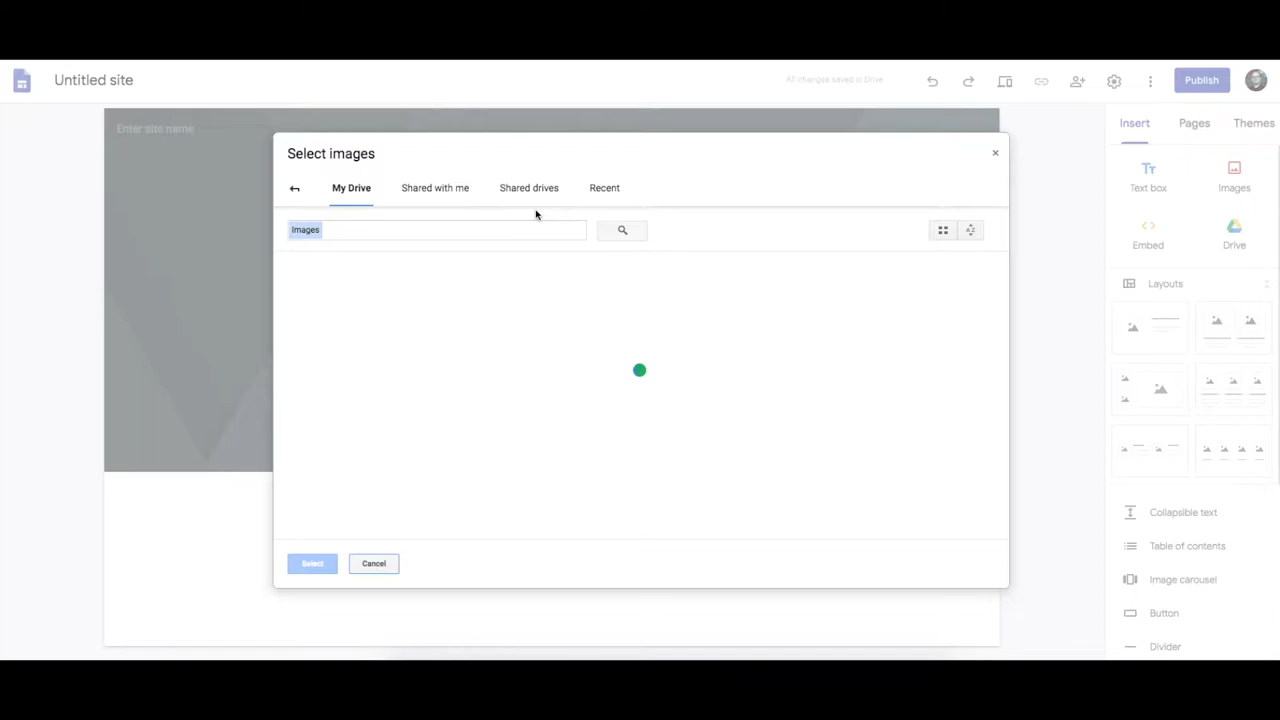 Untitled site
All changes saved in Drive
Publish
Enter site name
Insert
Pages
Themes
Select images
×
My Drive
Shared with me
Shared drives
Recent
Images
Text box
Images
Embed
Drive
Layouts
Select
Cancel
Collapsible text
Table of contents
Image carousel
Button
Divider